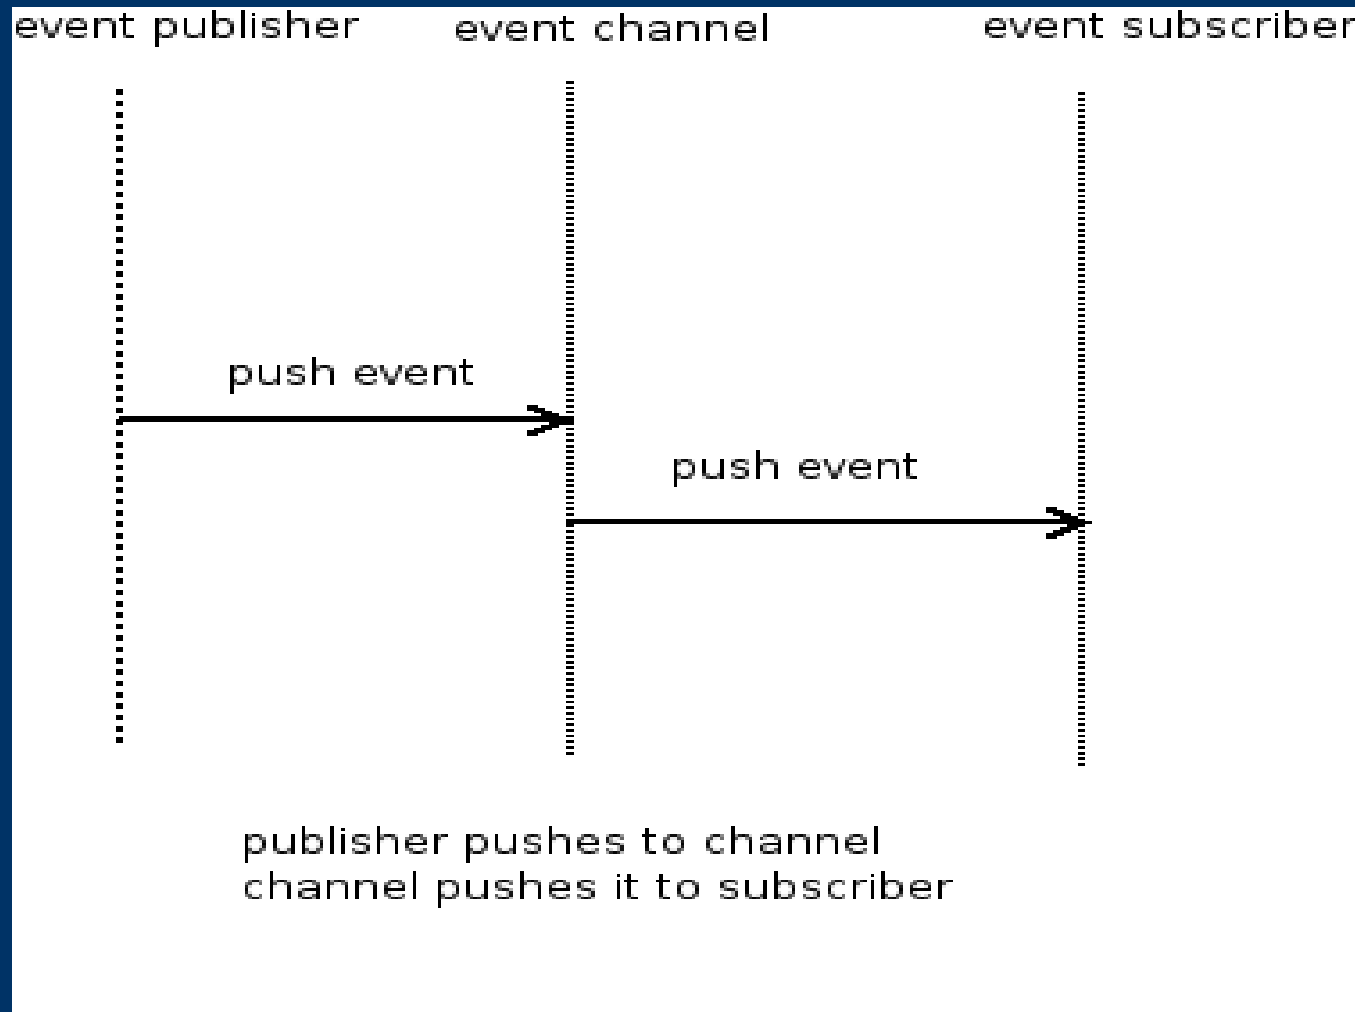 event publisher
event channel
event subscriber
push event
push event
publisher pushes to channel
channel pushes it to subscriber